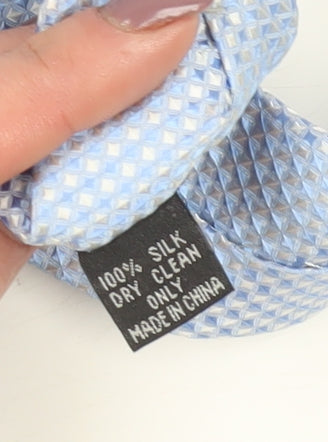 100% SILK
DRY CLEAN
ONLY
MADE IN CHINA